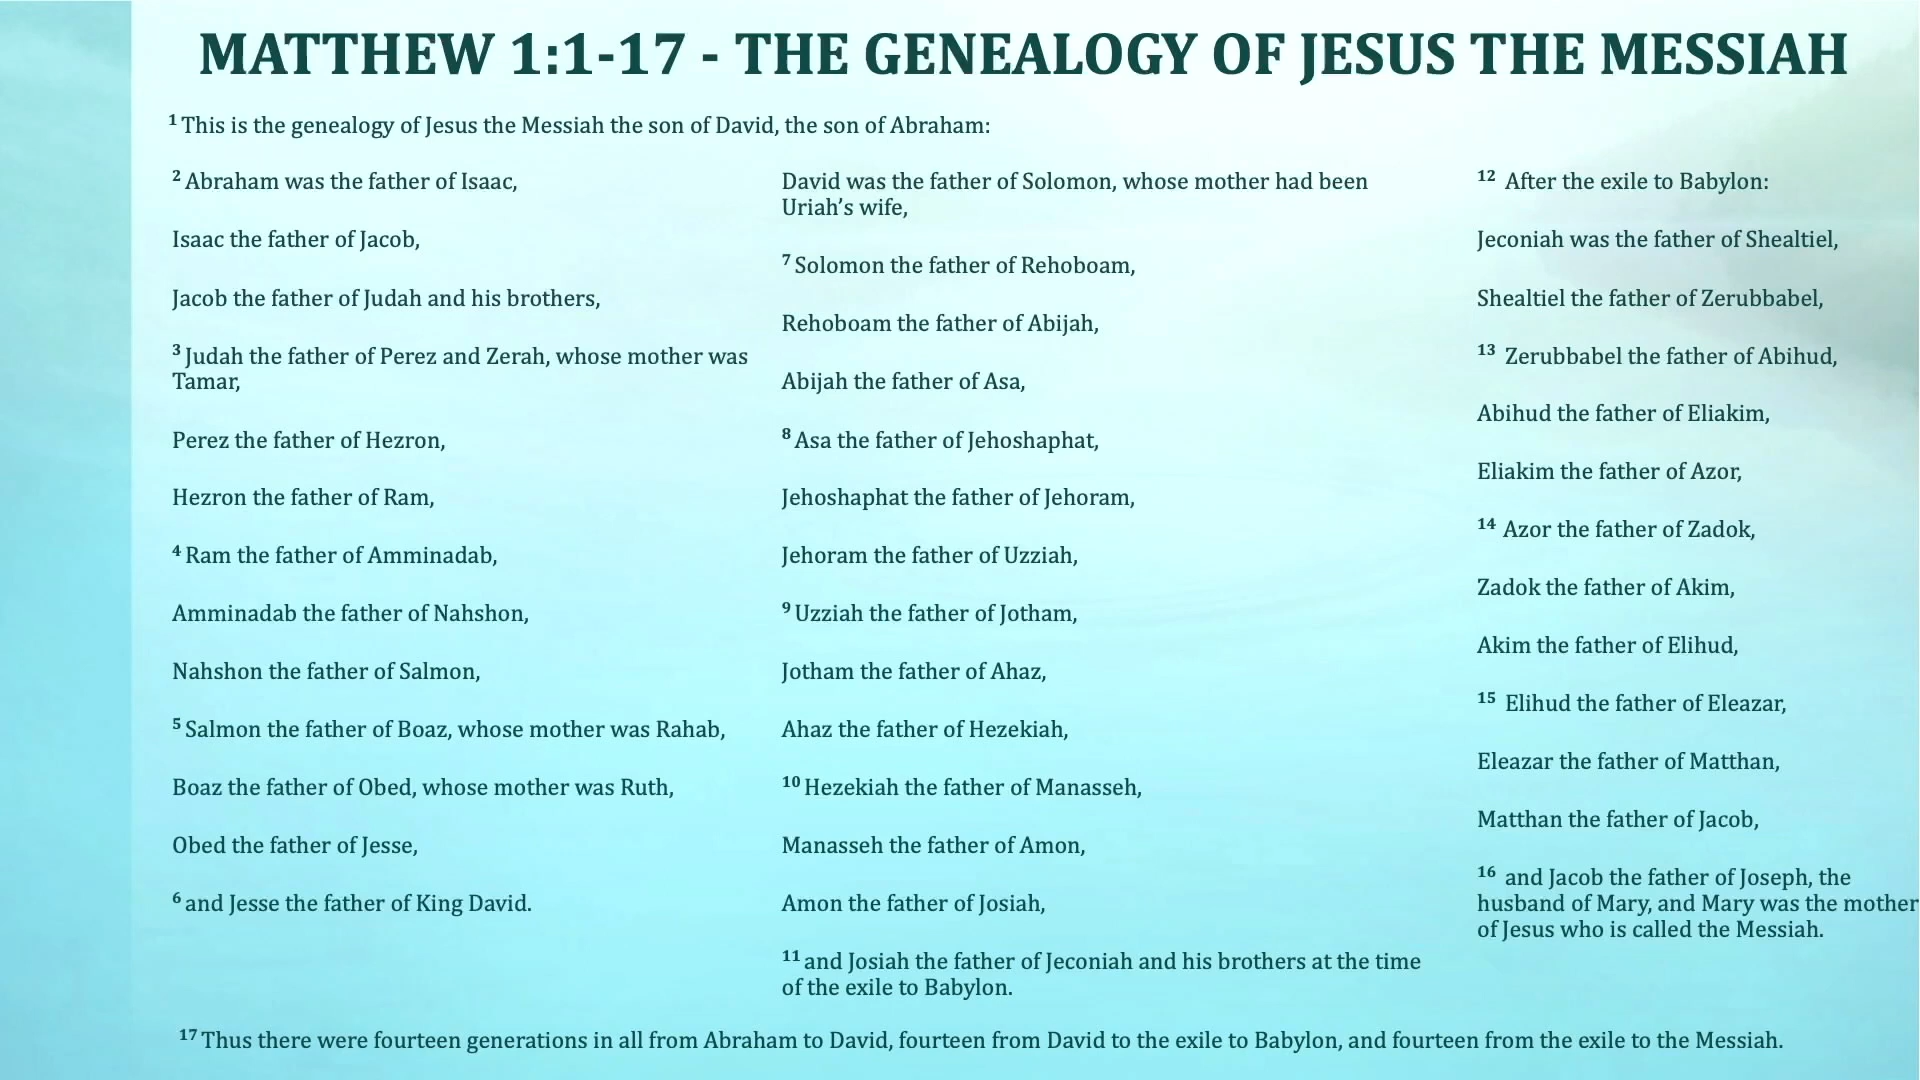 MATTHEW 1:1-17 - THE GENEALOGY OF JESUS THE MESSIAH
1 This is the genealogy of Jesus the Messiah the son of David, the son of Abraham:
2 Abraham was the father of Isaac,
Isaac the father of Jacob,
Jacob the father of Judah and his brothers,
3 Judah the father of Perez and Zerah, whose mother was
Tamar,
Perez the father of Hezron,
Hezron the father of Ram,
4 Ram the father of Amminadab,
Amminadab the father of Nahshon,
Nahshon the father of Salmon,
5 Salmon the father of Boaz, whose mother was Rahab,
Boaz the father of Obed, whose mother was Ruth,
Obed the father of Jesse,
6 and Jesse the father of King David.
David was the father of Solomon, whose mother had been
Uriah’s wife,
7 Solomon the father of Rehoboam,
Rehoboam the father of Abijah,
Abijah the father of Asa,
8 Asa the father of Jehoshaphat,
Jehoshaphat the father of Jehoram,
Jehoram the father of Uzziah,
9 Uzziah the father of Jotham,
Jotham the father of Ahaz,
Ahaz the father of Hezekiah,
10 Hezekiah the father of Manasseh,
Manasseh the father of Amon,
Amon the father of Josiah,
11 and Josiah the father of Jeconiah and his brothers at the time
of the exile to Babylon.
12 After the exile to Babylon:
Jeconiah was the father of Shealtiel,
Shealtiel the father of Zerubbabel,
13 Zerubbabel the father of Abihud,
Abihud the father of Eliakim,
Eliakim the father of Azor,
14 Azor the father of Zadok,
Zadok the father of Akim,
Akim the father of Elihud,
15 Elihud the father of Eleazar,
Eleazar the father of Matthan,
Matthan the father of Jacob,
16 and Jacob the father of Joseph, the
husband of Mary, and Mary was the mother
of Jesus who is called the Messiah.
17 Thus there were fourteen generations in all from Abraham to David, fourteen from David to the exile to Babylon, and fourteen from the exile to the Messiah.